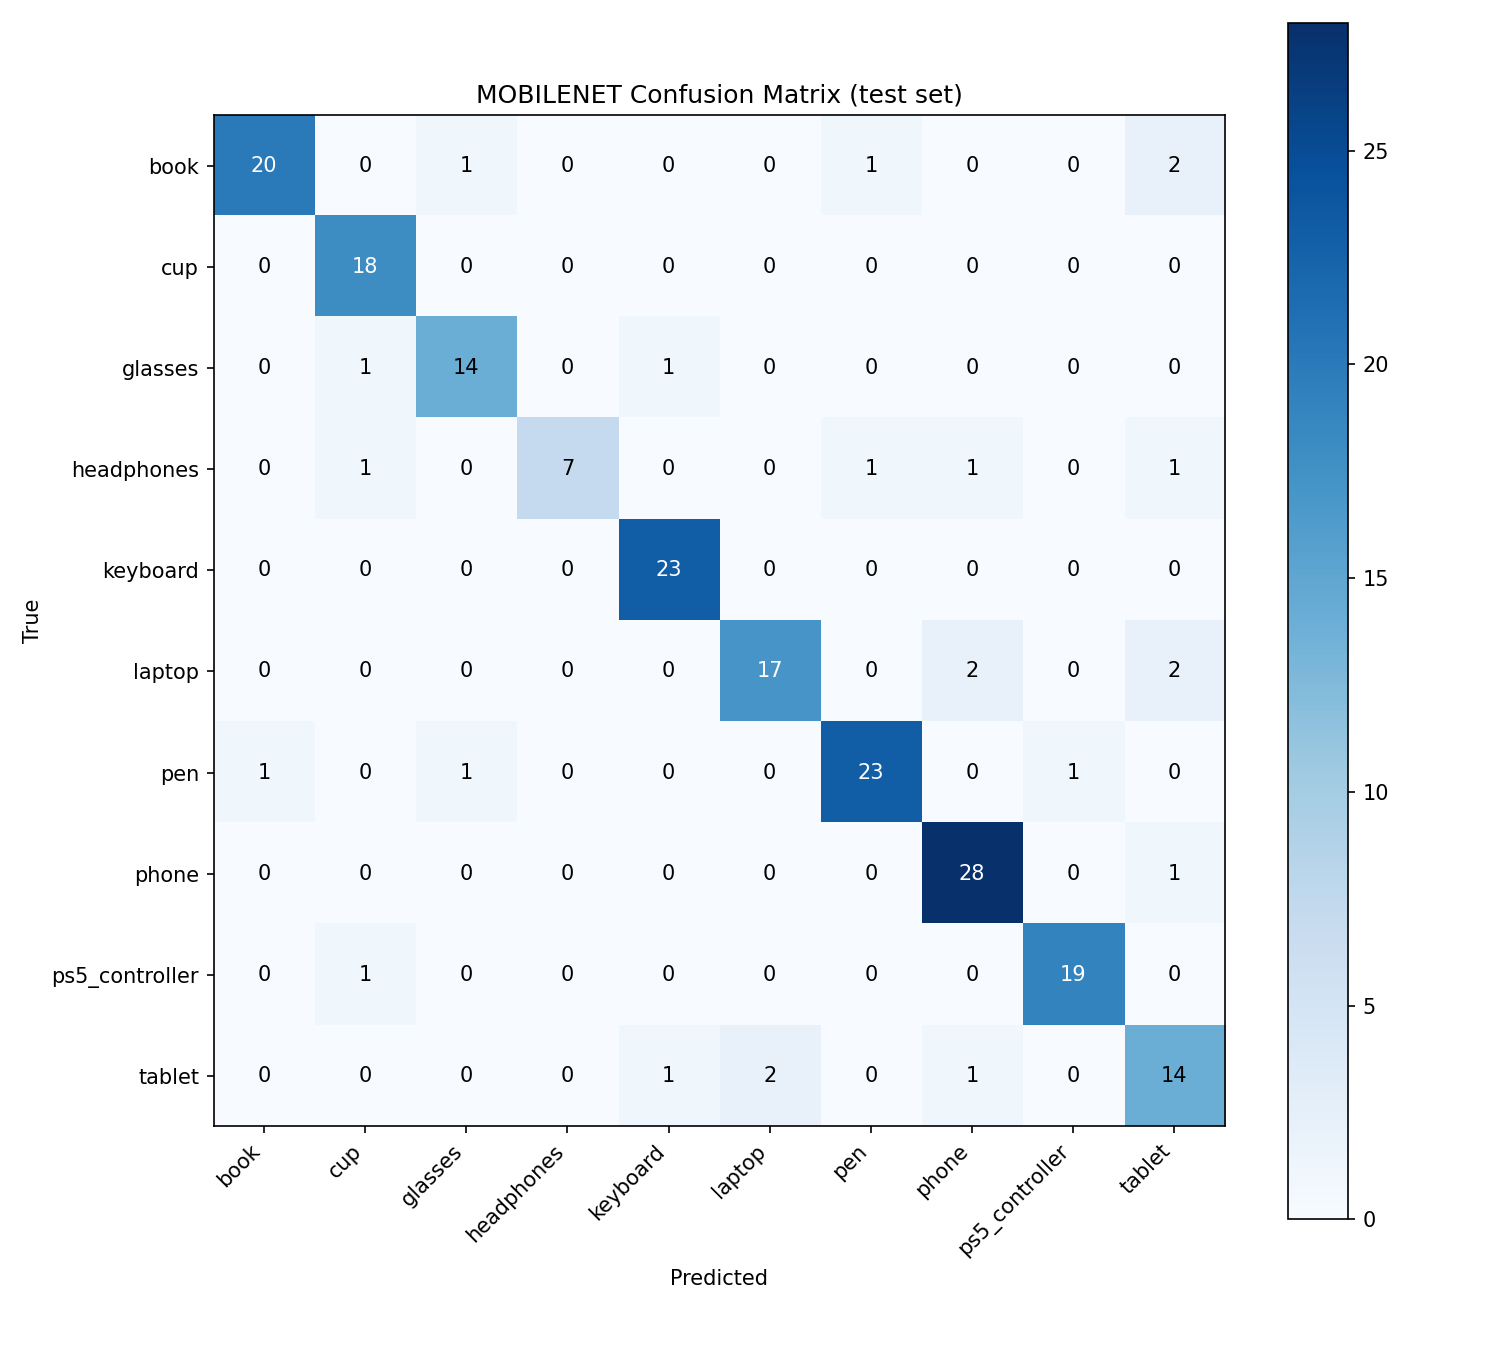 MOBILENET Confusion Matrix (test set)
book 20 0 1 0 0 0 1 0 0 2
cup 0 18 0 0 0 0 0 0 0 0
glasses 0 1 14 0 1 0 0 0 0 0
headphones 0 1 0 7 0 0 1 1 0 1
keyboard 0 0 0 0 23 0 0 0 0 0
laptop 0 0 0 0 0 17 0 2 0 2
pen 1 0 1 0 0 0 23 0 1 0
phone 0 0 0 0 0 0 0 28 0 1
ps5_controller 0 1 0 0 0 0 0 0 19 0
tablet 0 0 0 0 1 2 0 1 0 14
True
book cup glasses headphones keyboard laptop pen phone ps5_controller tablet
Predicted
25
20
15
10
5
0